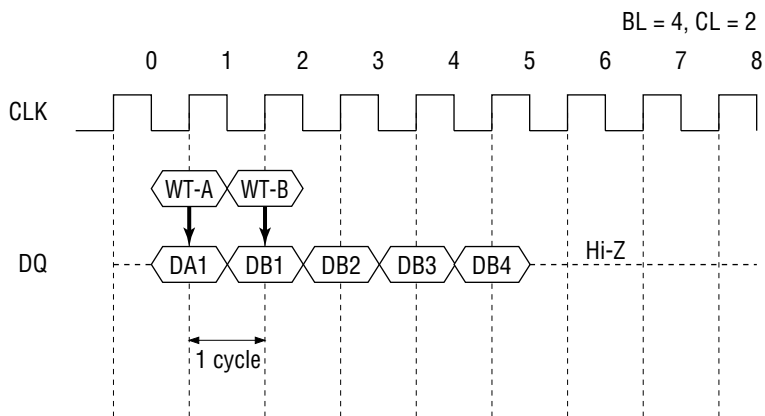 BL = 4, CL = 2
0 1 2 3 4 5 6 7 8
CLK
WT-A WT-B
DQ DA1 DB1 DB2 DB3 DB4 Hi-Z
1 cycle